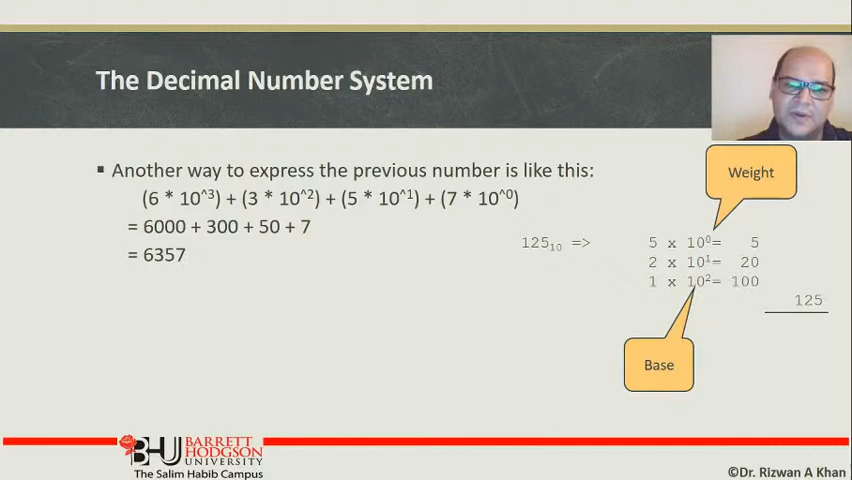 The Decimal Number System
▪ Another way to express the previous number is like this:
(6 * 10^3) + (3 * 10^2) + (5 * 10^1) + (7 * 10^0)
= 6000 + 300 + 50 + 7
= 6357
Weight
125₁₀ => 5 x 10⁰= 5
2 x 10¹= 20
1 x 10²= 100
125
Base
BHU
BARRETT
HODGSON
UNIVERSITY
The Salim Habib Campus
©Dr. Rizwan A Khan